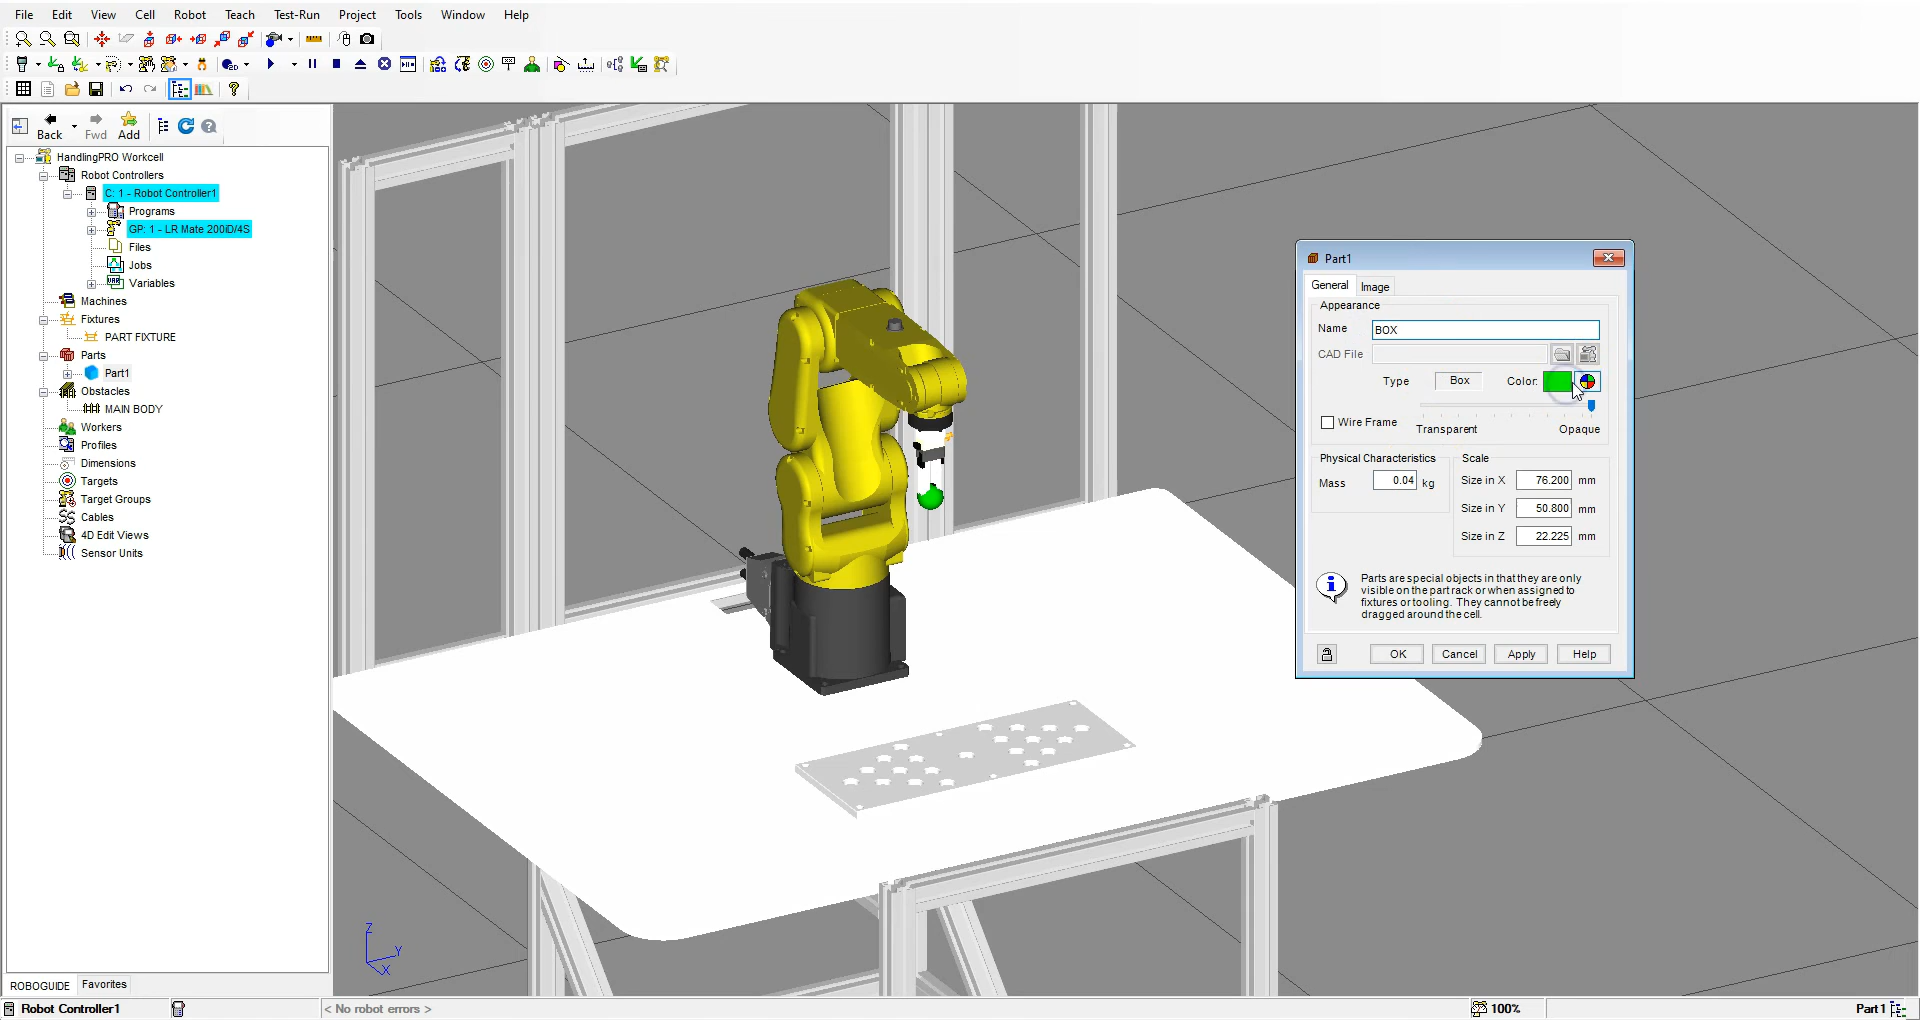 File Edit View Cell Robot Teach Test-Run Project Tools Window Help
Back Fwd Add
HandlingPRO Workcell
Robot Controllers
C: 1 - Robot Controller1
Programs
GP: 1 - LR Mate 200iD/4S
Files
Jobs
Variables
Machines
Fixtures
PART FIXTURE
Parts
Part1
Obstacles
MAIN BODY
Workers
Profiles
Dimensions
Targets
Target Groups
Cables
4D Edit Views
Sensor Units
Part1
General Image
Appearance
Name BOX
CAD File
Type Box Color:
Wire Frame Transparent Opaque
Physical Characteristics Scale
Mass 0.04 kg Size in X 76.200 mm
Size in Y 50.800 mm
Size in Z 22.225 mm
Parts are special objects in that they are only
visible on the part rack or when assigned to
fixtures or tooling. They cannot be freely
dragged around the cell.
OK Cancel Apply Help
Z
Y
X
ROBOGUIDE Favorites
Robot Controller1 < No robot errors > 100% Part1